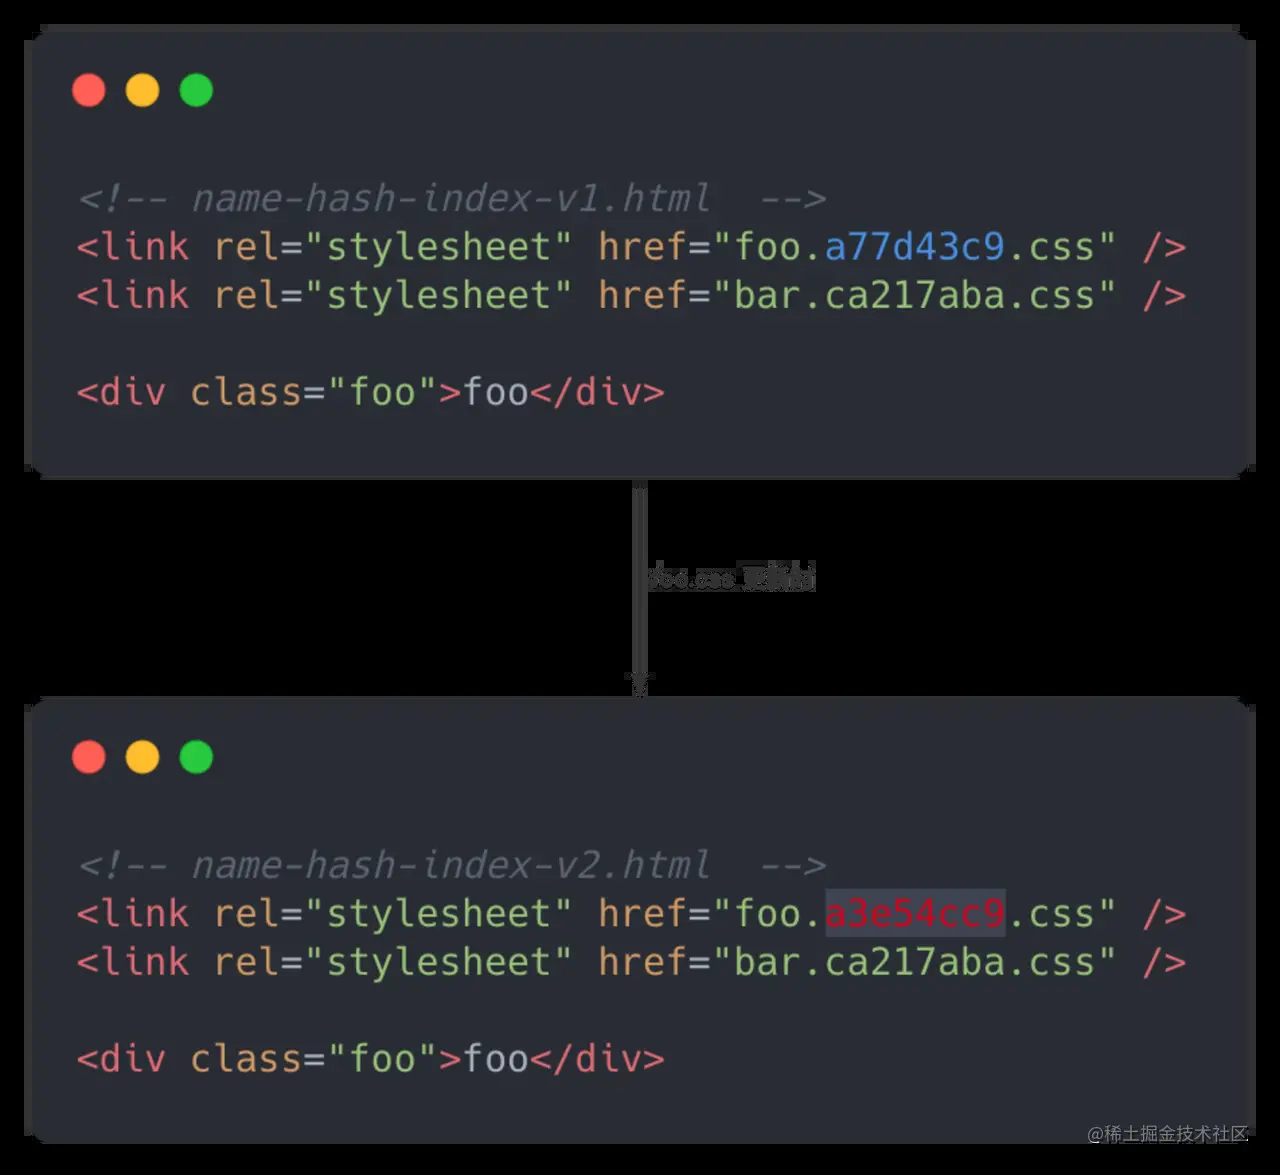 <!-- name-hash-index-v1.html  -->
<link rel="stylesheet" href="foo.a77d43c9.css" />
<link rel="stylesheet" href="bar.ca217aba.css" />
<div class="foo">foo</div>
foo.css
<!-- name-hash-index-v2.html  -->
<link rel="stylesheet" href="foo.a3e54cc9.css" />
<link rel="stylesheet" href="bar.ca217aba.css" />
<div class="foo">foo</div>
@稀土掘金技术社区